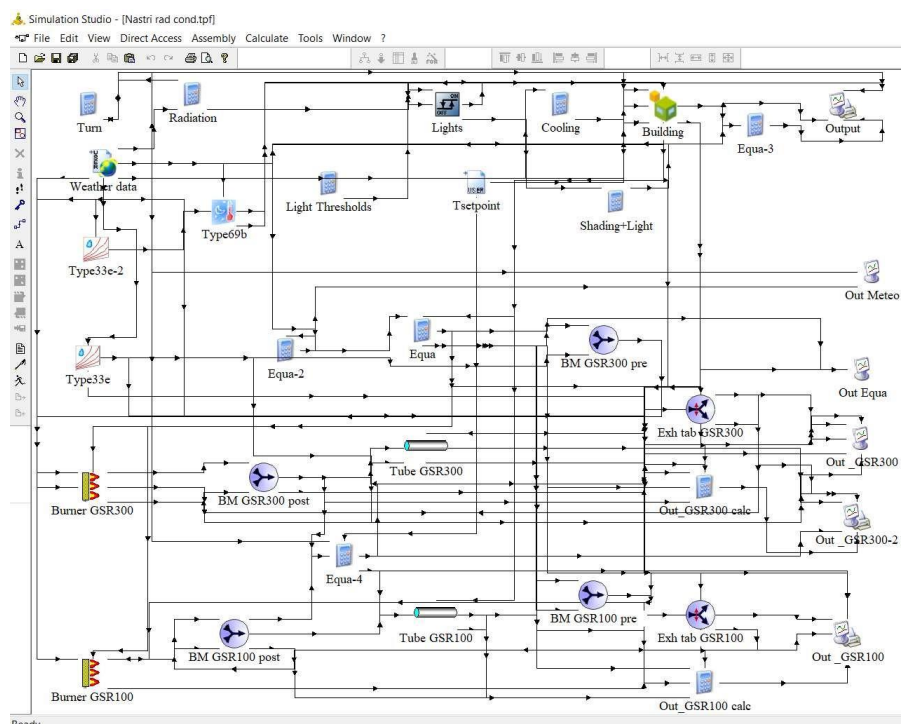 Simulation Studio - [Nastri rad cond.tpf]
File Edit View Direct Access Assembly Calculate Tools Window ?
Turn
Radiation
Lights
Cooling
Building
Equa-3
Output
Weather data
Light Thresholds
Tsetpoint
Shading+Light
Type69b
Type33e-2
Out Meteo
Type33e
Equa-2
Equa
BM GSR300 pre
Out Equa
Exh tab GSR300
Tube GSR300
Out _GSR300
Burner GSR300
BM GSR300 post
Out_GSR300 calc
Out _GSR300-2
Equa-4
BM GSR100 pre
Tube GSR100
Exh tab GSR100
BM GSR100 post
Out _GSR100
Burner GSR100
Out_GSR100 calc
Ready